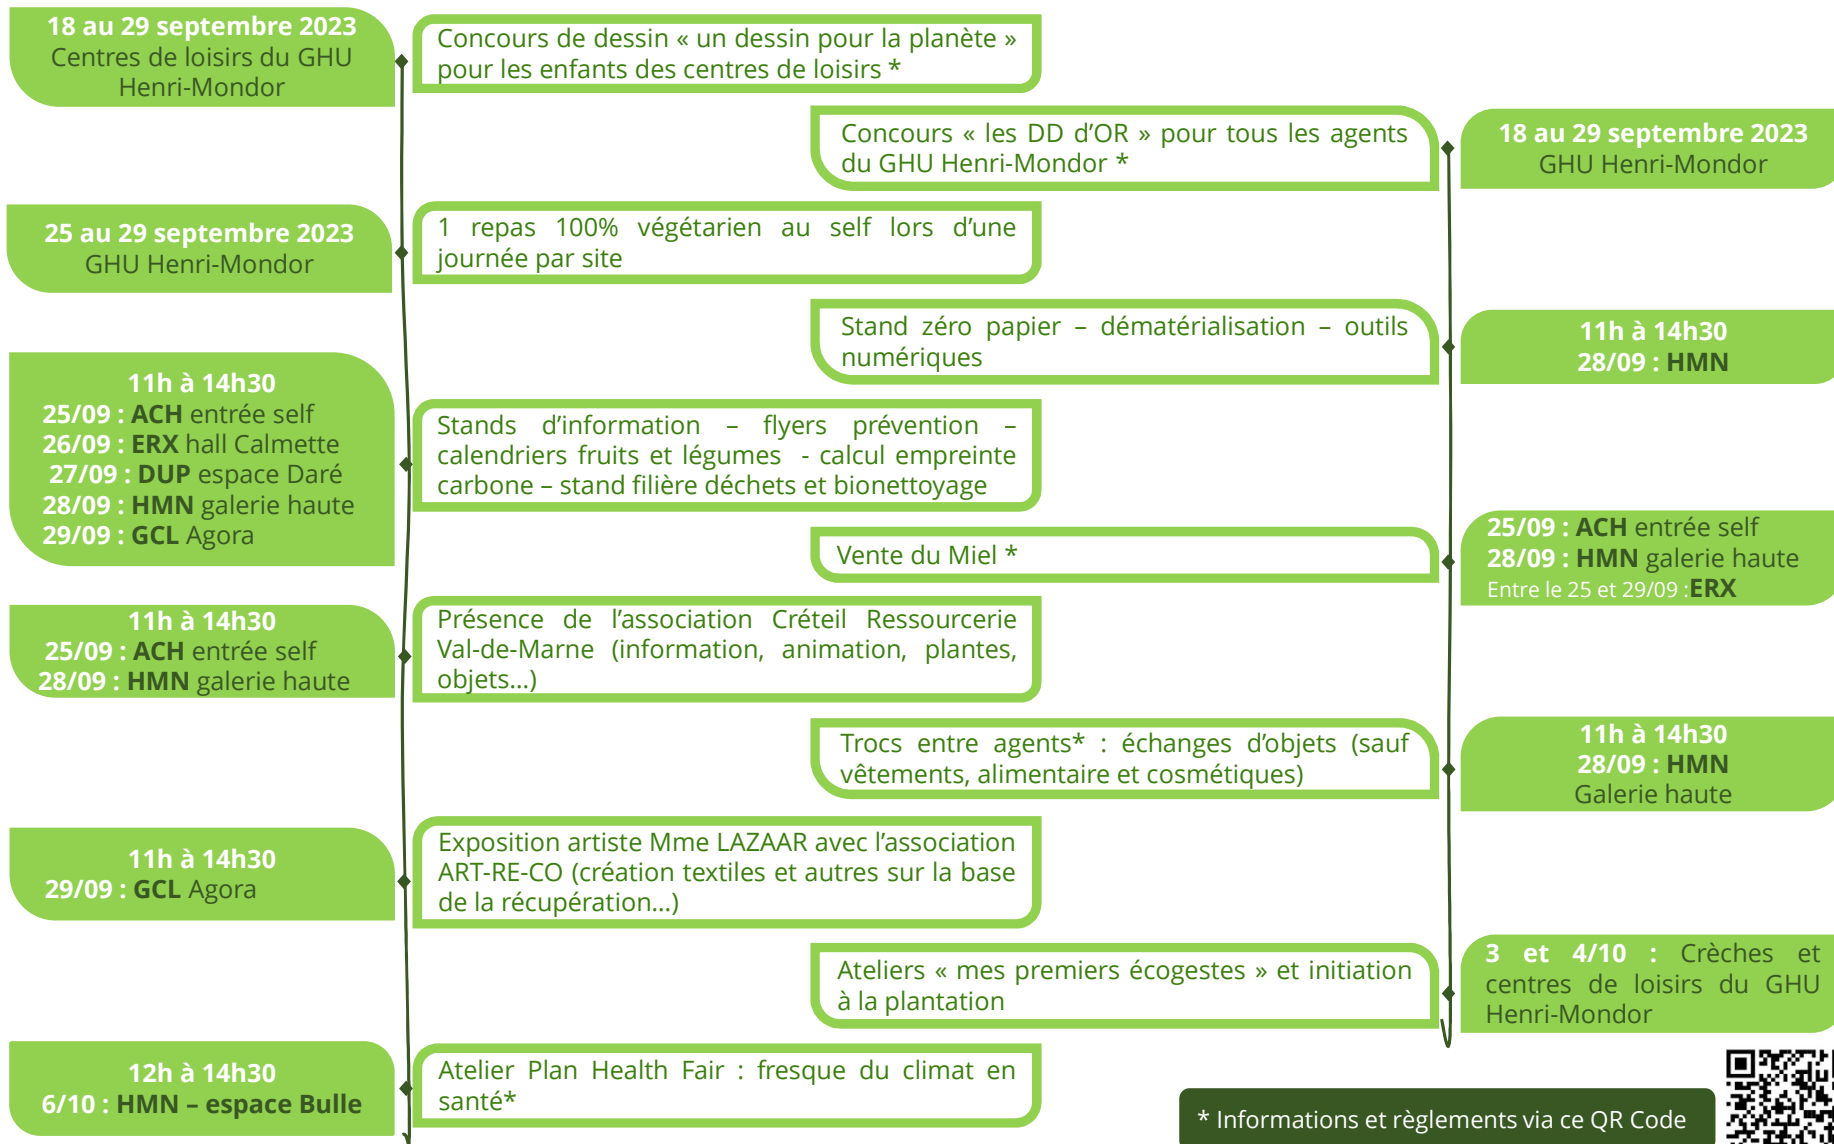 18 au 29 septembre 2023
Centres de loisirs du GHU
Henri-Mondor
Concours de dessin « un dessin pour la planète »
pour les enfants des centres de loisirs *
Concours « les DD d’OR » pour tous les agents
du GHU Henri-Mondor *
18 au 29 septembre 2023
GHU Henri-Mondor
25 au 29 septembre 2023
GHU Henri-Mondor
1 repas 100% végétarien au self lors d’une
journée par site
Stand zéro papier – dématérialisation – outils
numériques
11h à 14h30
28/09 : HMN
11h à 14h30
25/09 : ACH entrée self
26/09 : ERX hall Calmette
27/09 : DUP espace Daré
28/09 : HMN galerie haute
29/09 : GCL Agora
Stands d’information – flyers prévention –
calendriers fruits et légumes - calcul empreinte
carbone – stand filière déchets et bionettoyage
Vente du Miel *
25/09 : ACH entrée self
28/09 : HMN galerie haute
Entre le 25 et 29/09 :ERX
11h à 14h30
25/09 : ACH entrée self
28/09 : HMN galerie haute
Présence de l’association Créteil Ressourcerie
Val-de-Marne (information, animation, plantes,
objets…)
Trocs entre agents* : échanges d’objets (sauf
vêtements, alimentaire et cosmétiques)
11h à 14h30
28/09 : HMN
Galerie haute
11h à 14h30
29/09 : GCL Agora
Exposition artiste Mme LAZAAR avec l’association
ART-RE-CO (création textiles et autres sur la base
de la récupération…)
Ateliers « mes premiers écogestes » et initiation
à la plantation
3 et 4/10 : Crèches et
centres de loisirs du GHU
Henri-Mondor
12h à 14h30
6/10 : HMN – espace Bulle
Atelier Plan Health Fair : fresque du climat en
santé*
* Informations et règlements via ce QR Code